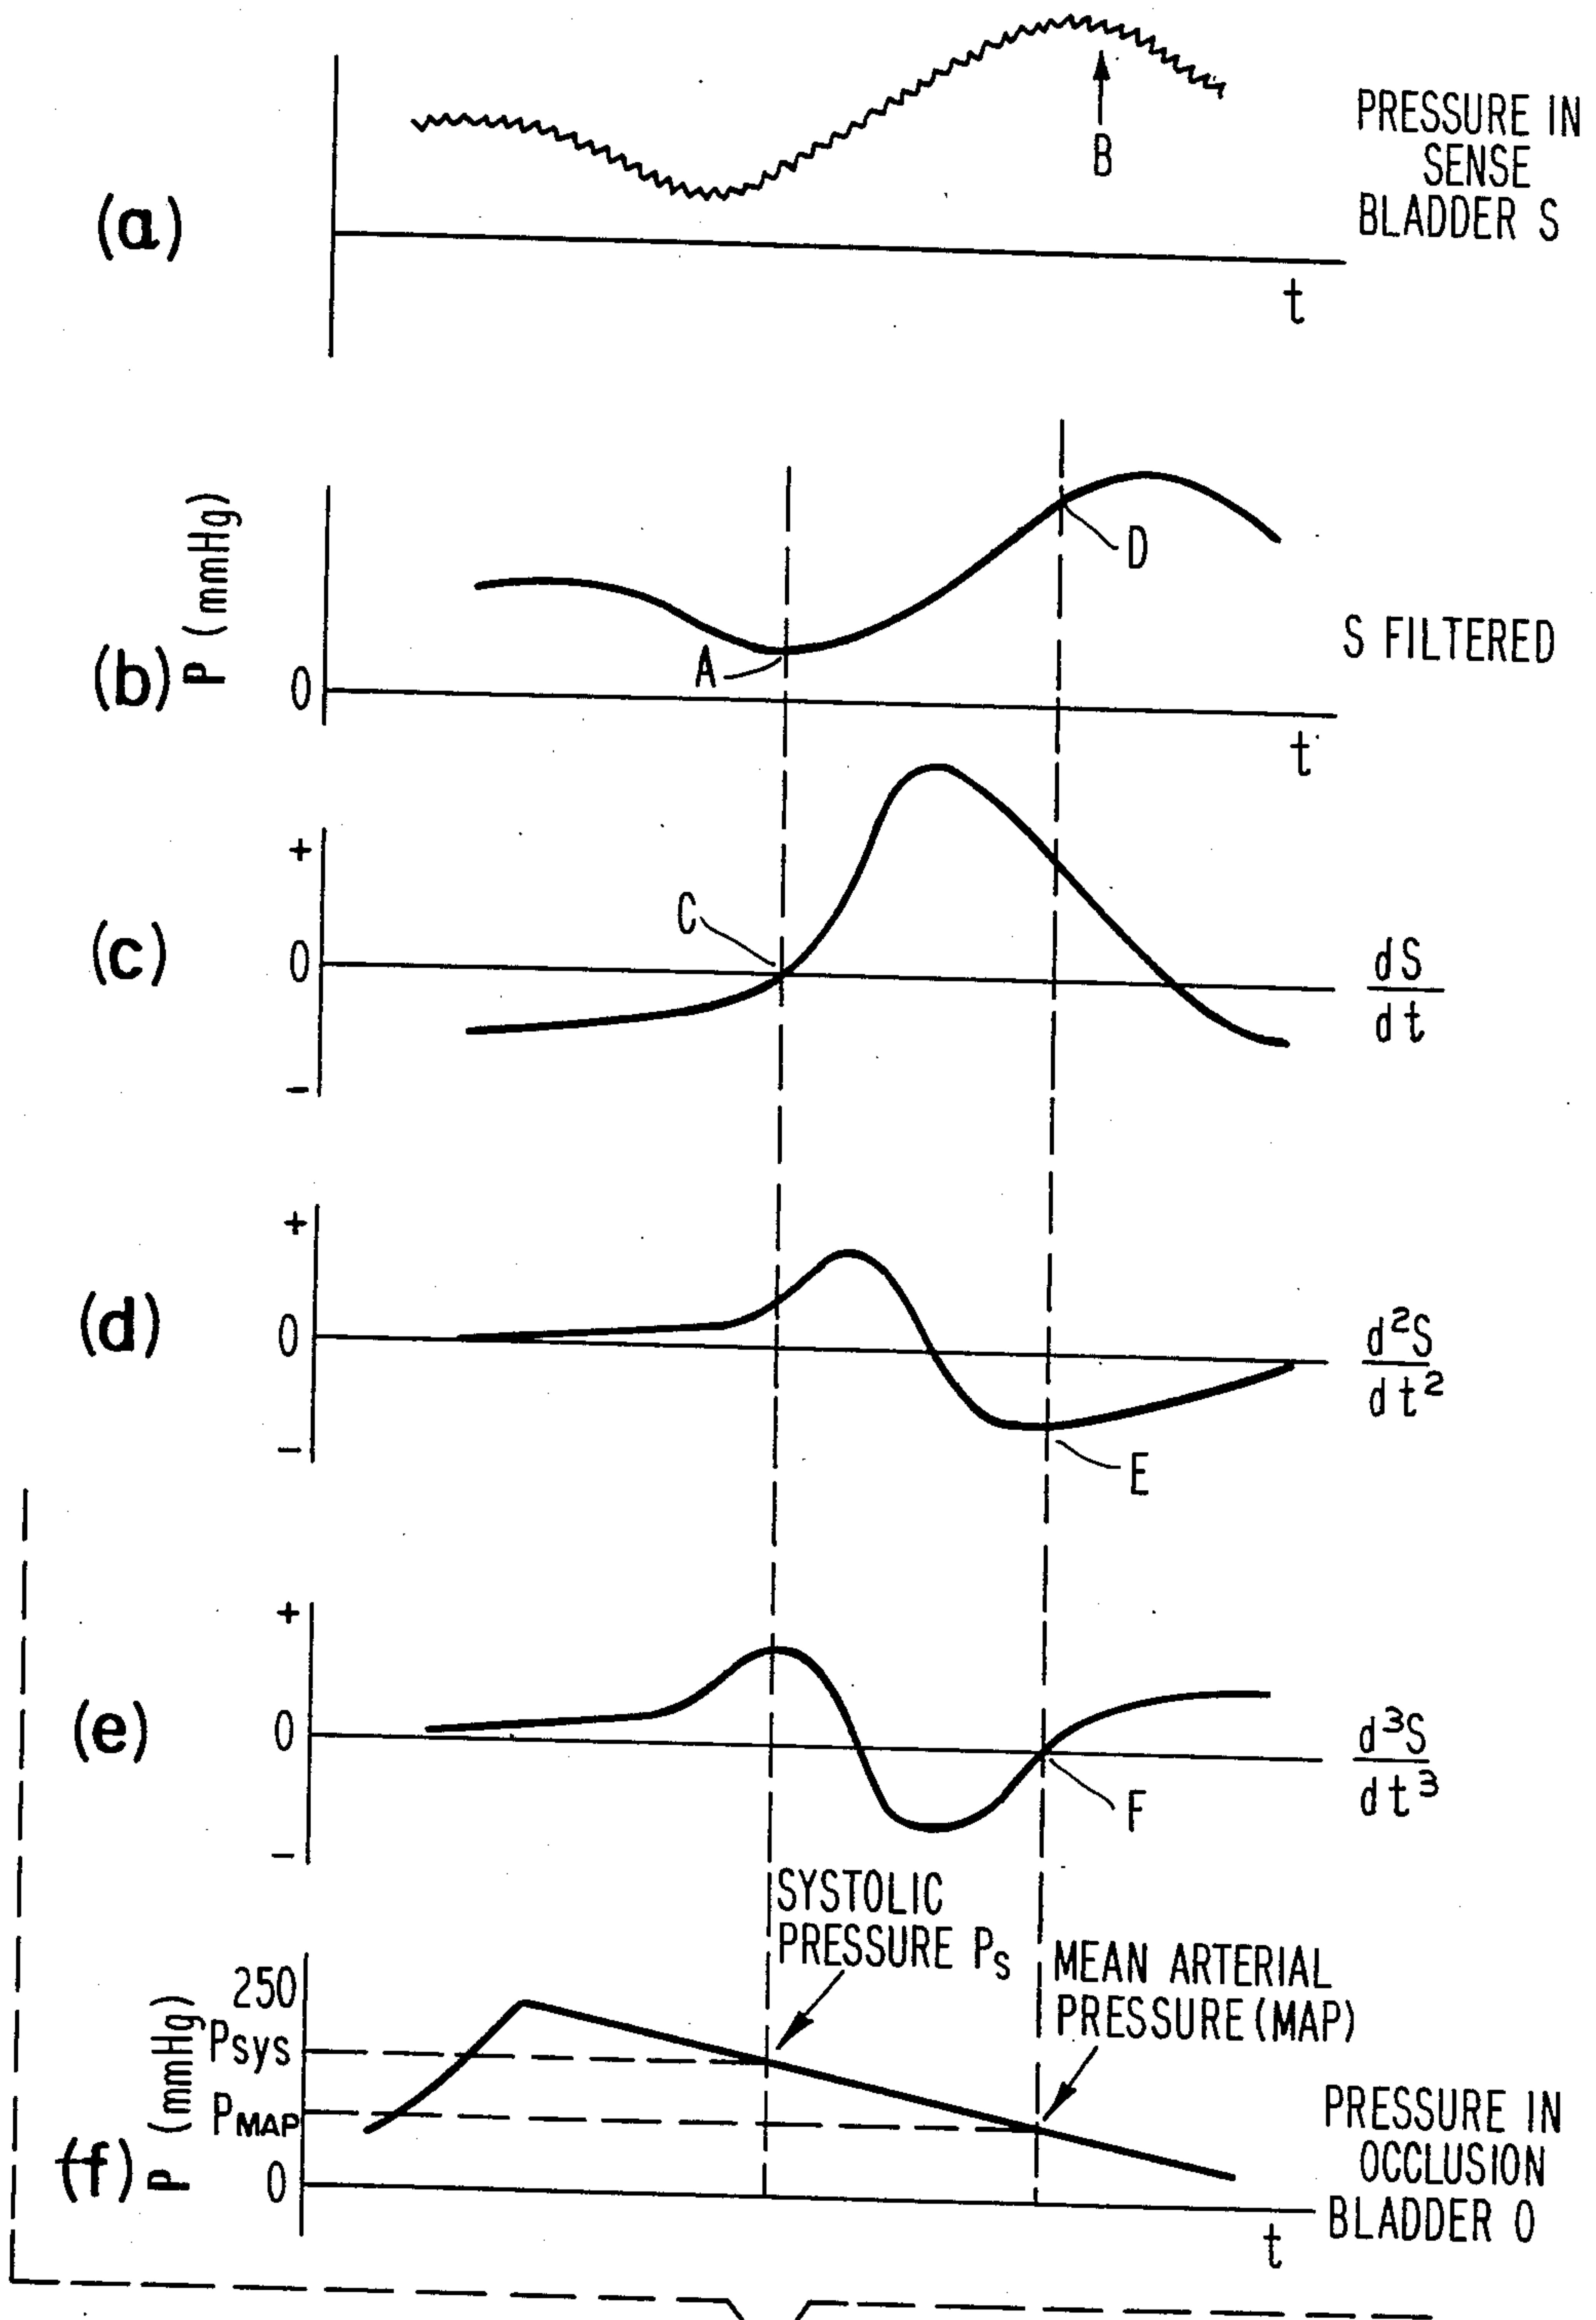 (a)
B
PRESSURE IN
SENSE
BLADDER S
t
(b)
P (mmHg)
0
A
D
S FILTERED
t
(c)
+
0
-
C
dS
dt
(d)
+
0
-
E
d²S
dt²
(e)
+
0
-
F
d³S
dt³
SYSTOLIC
PRESSURE Ps
MEAN ARTERIAL
PRESSURE (MAP)
(f)
P (mmHg)
250
Psys
PMAP
0
PRESSURE IN
OCCLUSION
BLADDER O
t